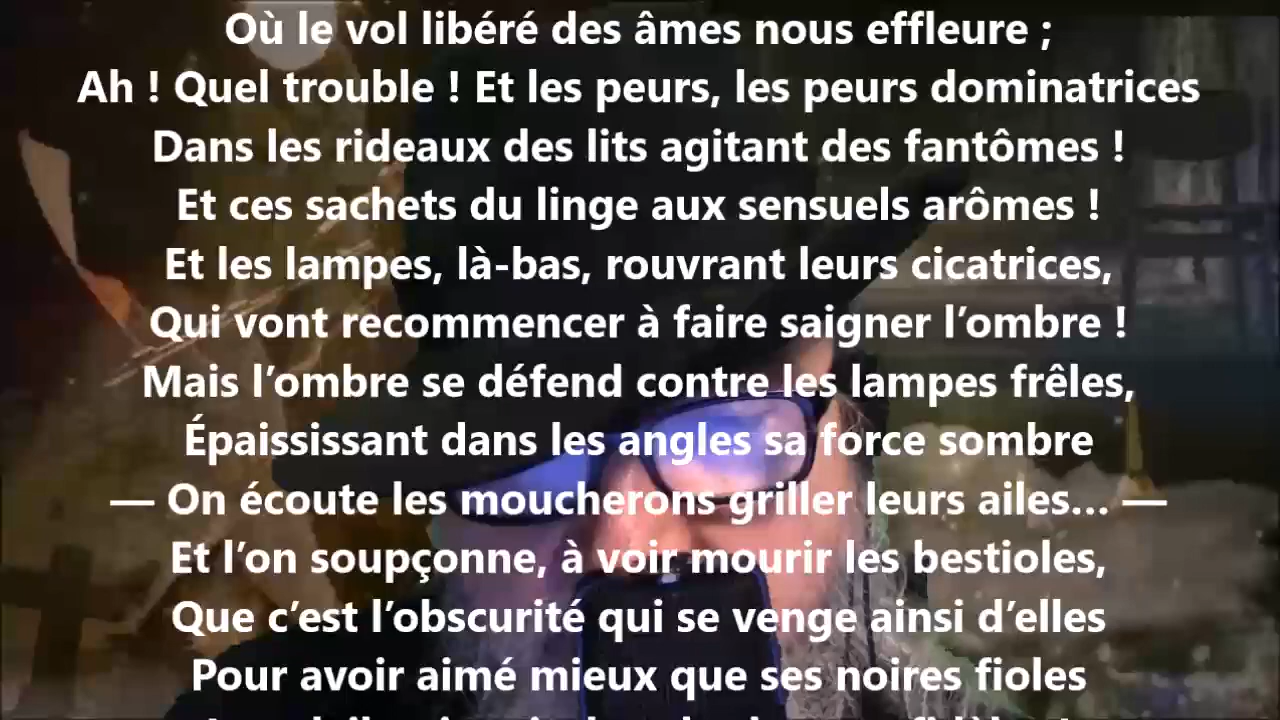 Où le vol libéré des âmes nous effleure ;
Ah ! Quel trouble ! Et les peurs, les peurs dominatrices
Dans les rideaux des lits agitant des fantômes !
Et ces sachets du linge aux sensuels arômes !
Et les lampes, là-bas, rouvrant leurs cicatrices,
Qui vont recommencer à faire saigner l’ombre !
Mais l’ombre se défend contre les lampes frêles,
Épaississant dans les angles sa force sombre
— On écoute les moucherons griller leurs ailes… —
Et l’on soupçonne, à voir mourir les bestioles,
Que c’est l’obscurité qui se venge ainsi d’elles
Pour avoir aimé mieux que ses noires fioles